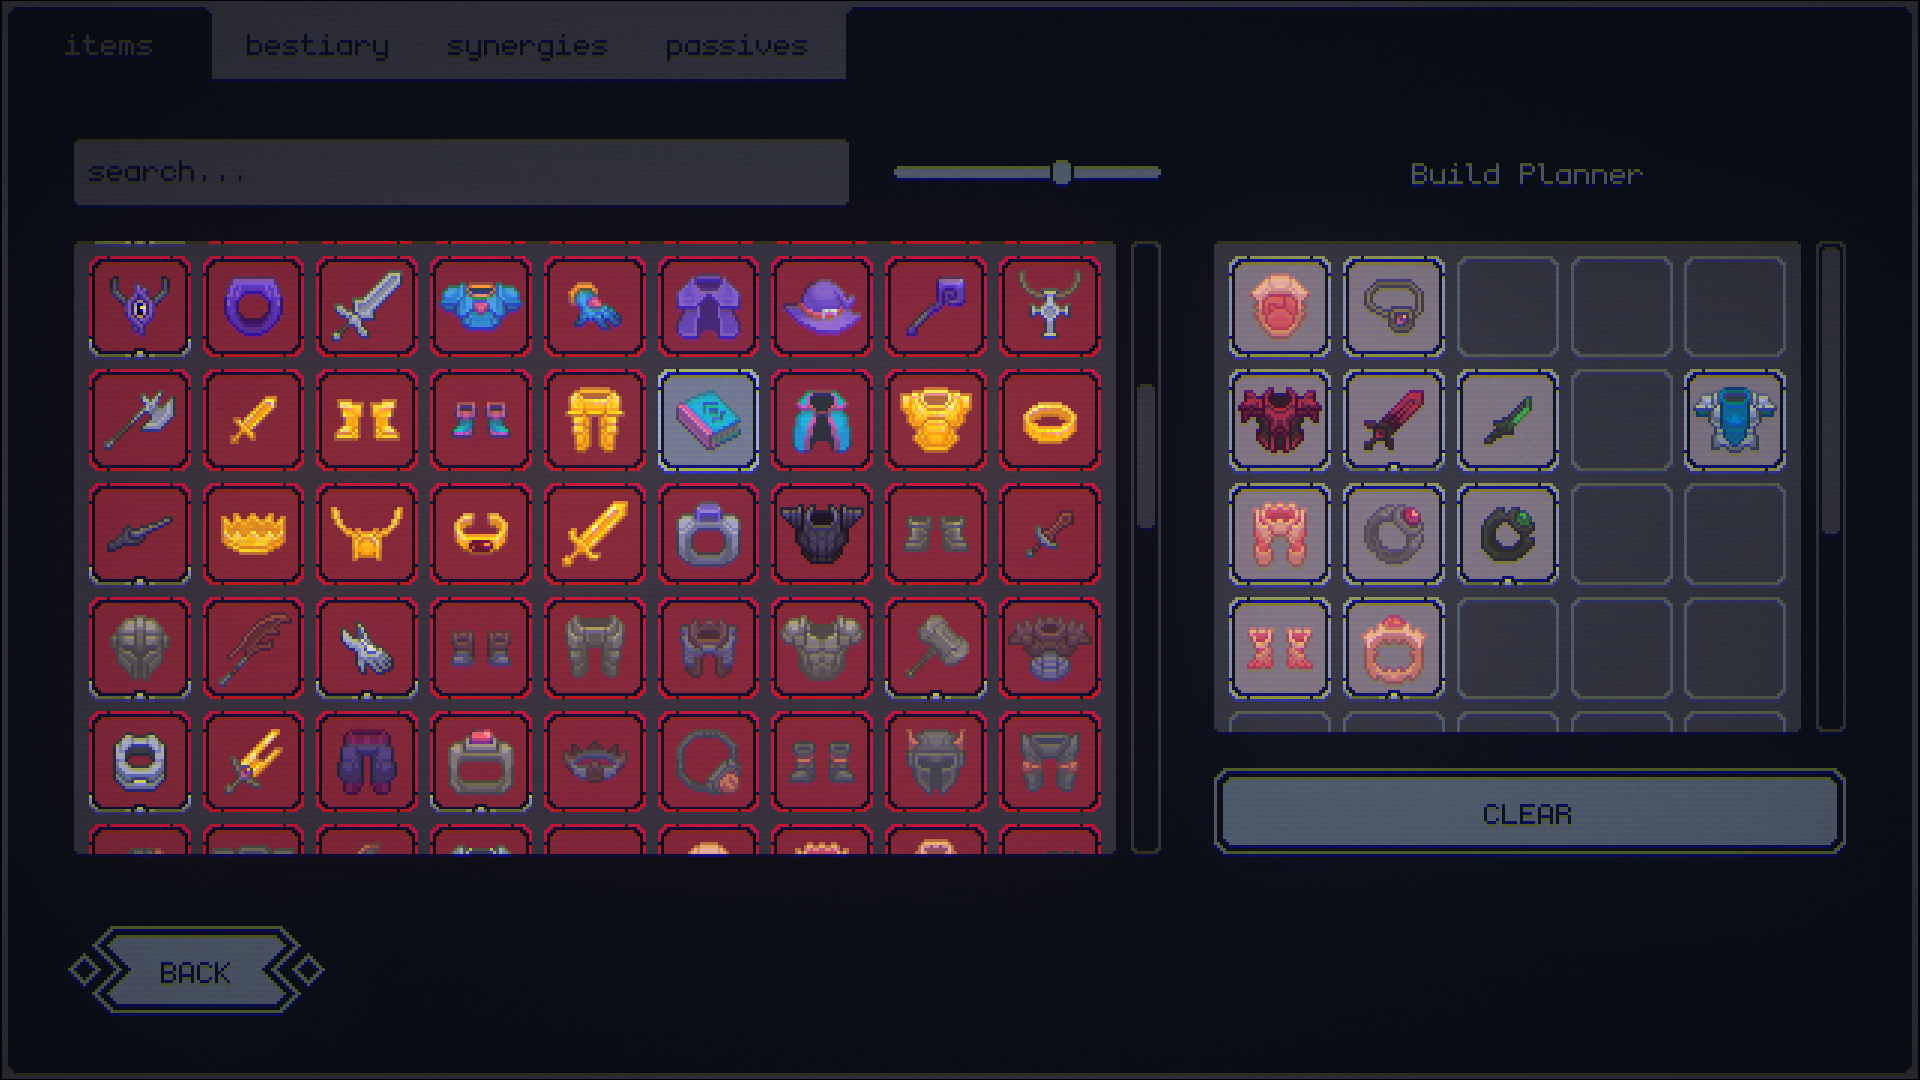 items
bestiary
synergies
passives
search...
Build Planner
CLEAR
BACK